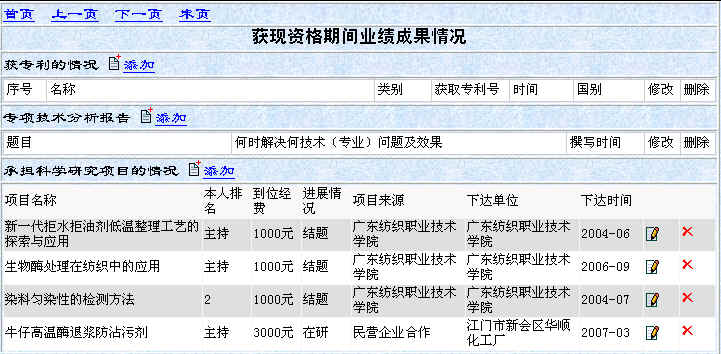 首页 上一页 下一页 末页
获现资格期间业绩成果情况
获专利的情况 添加
序号 名称 类别 获取专利号 时间 国别 修改 删除
专项技术分析报告 添加
题目 何时解决何技术（专业）问题及效果 撰写时间 修改 删除
承担科学研究项目的情况 添加
项目名称 本人排名 到位经费 进展情况 项目来源 下达单位 下达时间
新一代拒水拒油剂低温整理工艺的探索与应用 主持 1000元 结题 广东纺织职业技术学院 广东纺织职业技术学院 2004-06
生物酶处理在纺织中的应用 主持 1000元 结题 广东纺织职业技术学院 广东纺织职业技术学院 2006-09
染料匀染性的检测方法 2 1000元 结题 广东纺织职业技术学院 广东纺织职业技术学院 2004-07
牛仔高温酶退浆防沾污剂 主持 3000元 在研 民营企业合作 江门市新会区华顺化工厂 2007-03